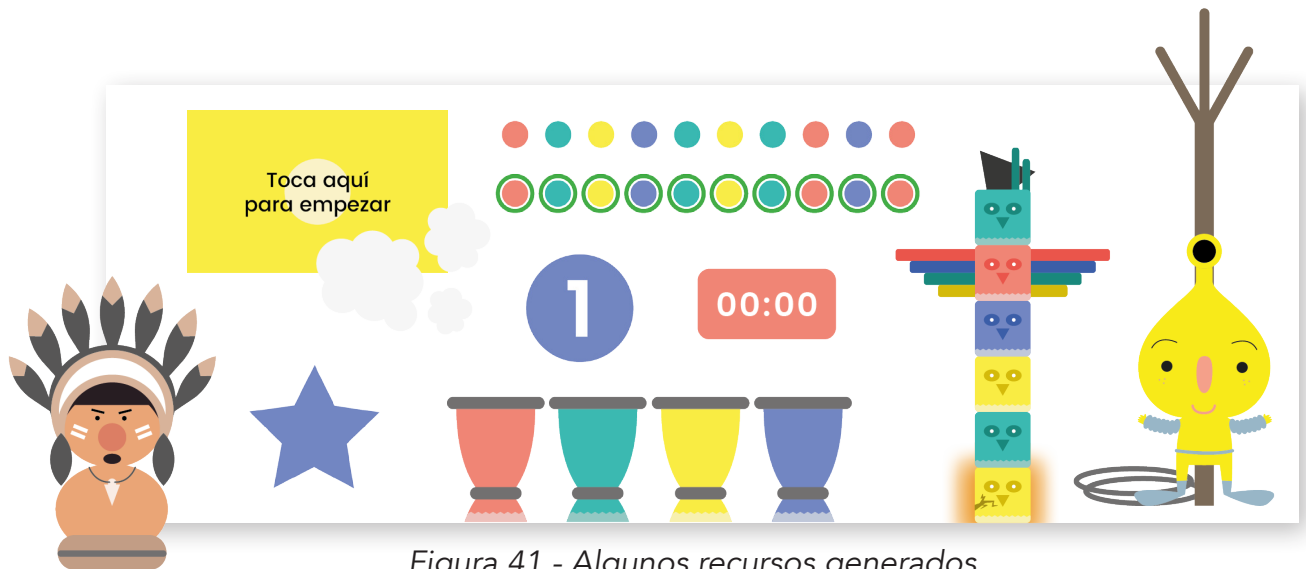 Toca aquí
para empezar
1
00:00
Figura 41 - Algunos recursos generados